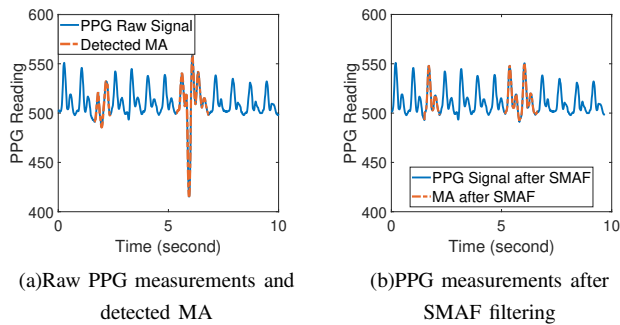 600
550
500
450
400
PPG Reading
PPG Raw Signal
Detected MA
0
5
10
Time (second)
(a)Raw PPG measurements and
detected MA
600
550
500
450
400
PPG Reading
PPG Signal after SMAF
MA after SMAF
0
5
10
Time (second)
(b)PPG measurements after
SMAF filtering